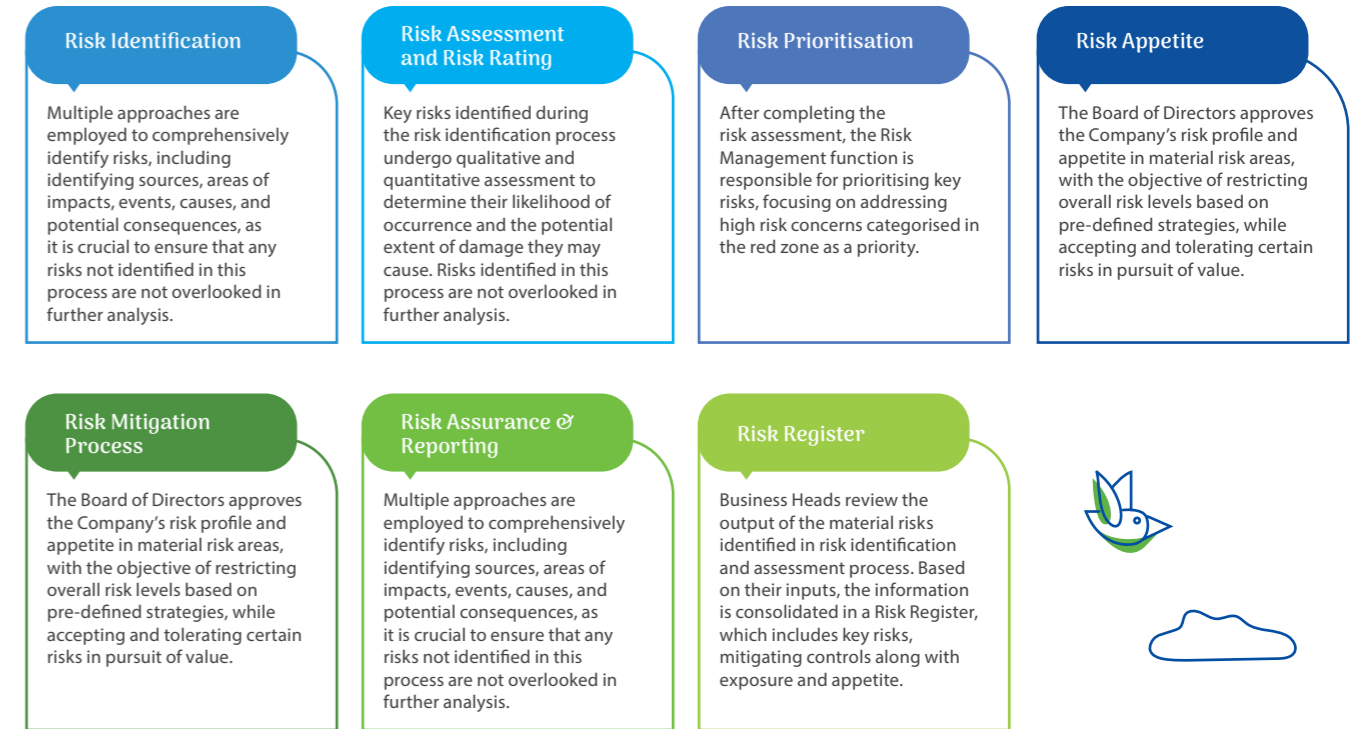 Risk Identification
Multiple approaches are
employed to comprehensively
identify risks, including
identifying sources, areas of
impacts, events, causes, and
potential consequences, as
it is crucial to ensure that any
risks not identified in this
process are not overlooked in
further analysis.
Risk Assessment
and Risk Rating
Key risks identified during
the risk identification process
undergo qualitative and
quantitative assessment to
determine their likelihood of
occurrence and the potential
extent of damage they may
cause. Risks identified in this
process are not overlooked in
further analysis.
Risk Prioritisation
After completing the
risk assessment, the Risk
Management function is
responsible for prioritising key
risks, focusing on addressing
high risk concerns categorised in
the red zone as a priority.
Risk Appetite
The Board of Directors approves
the Company's risk profile and
appetite in material risk areas,
with the objective of restricting
overall risk levels based on
pre-defined strategies, while
accepting and tolerating certain
risks in pursuit of value.
Risk Mitigation
Process
The Board of Directors approves
the Company's risk profile and
appetite in material risk areas,
with the objective of restricting
overall risk levels based on
pre-defined strategies, while
accepting and tolerating certain
risks in pursuit of value.
Risk Assurance &
Reporting
Multiple approaches are
employed to comprehensively
identify risks, including
identifying sources, areas of
impacts, events, causes, and
potential consequences, as
it is crucial to ensure that any
risks not identified in this
process are not overlooked in
further analysis.
Risk Register
Business Heads review the
output of the material risks
identified in risk identification
and assessment process. Based
on their inputs, the information
is consolidated in a Risk Register,
which includes key risks,
mitigating controls along with
exposure and appetite.